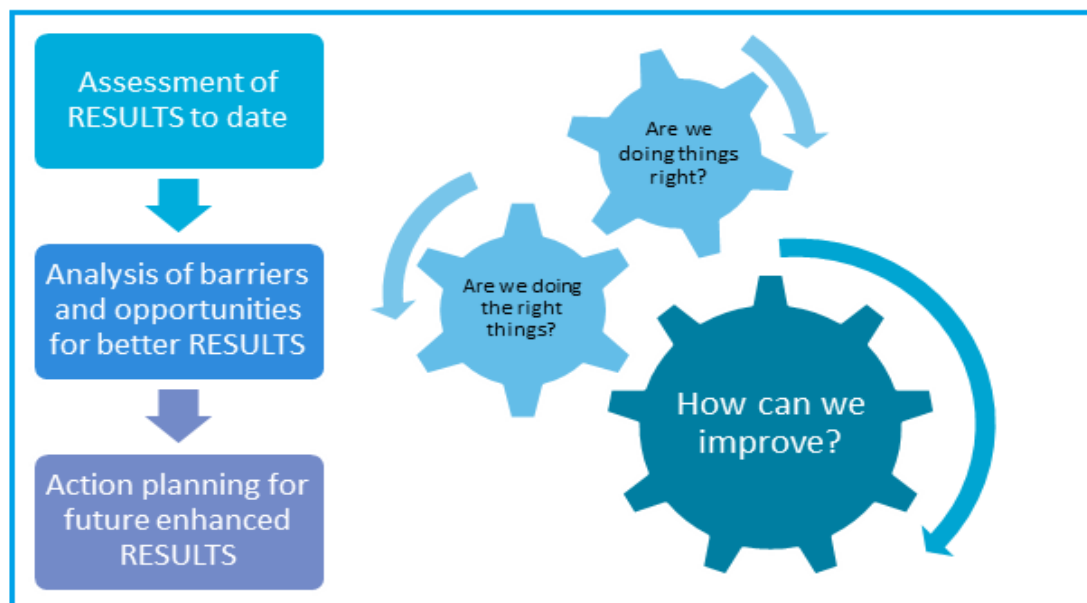 Assessment of
RESULTS to date
Analysis of barriers
and opportunities
for better RESULTS
Action planning for
future enhanced
RESULTS
Are we
doing things
right?
Are we doing
the right
things?
How can we
improve?